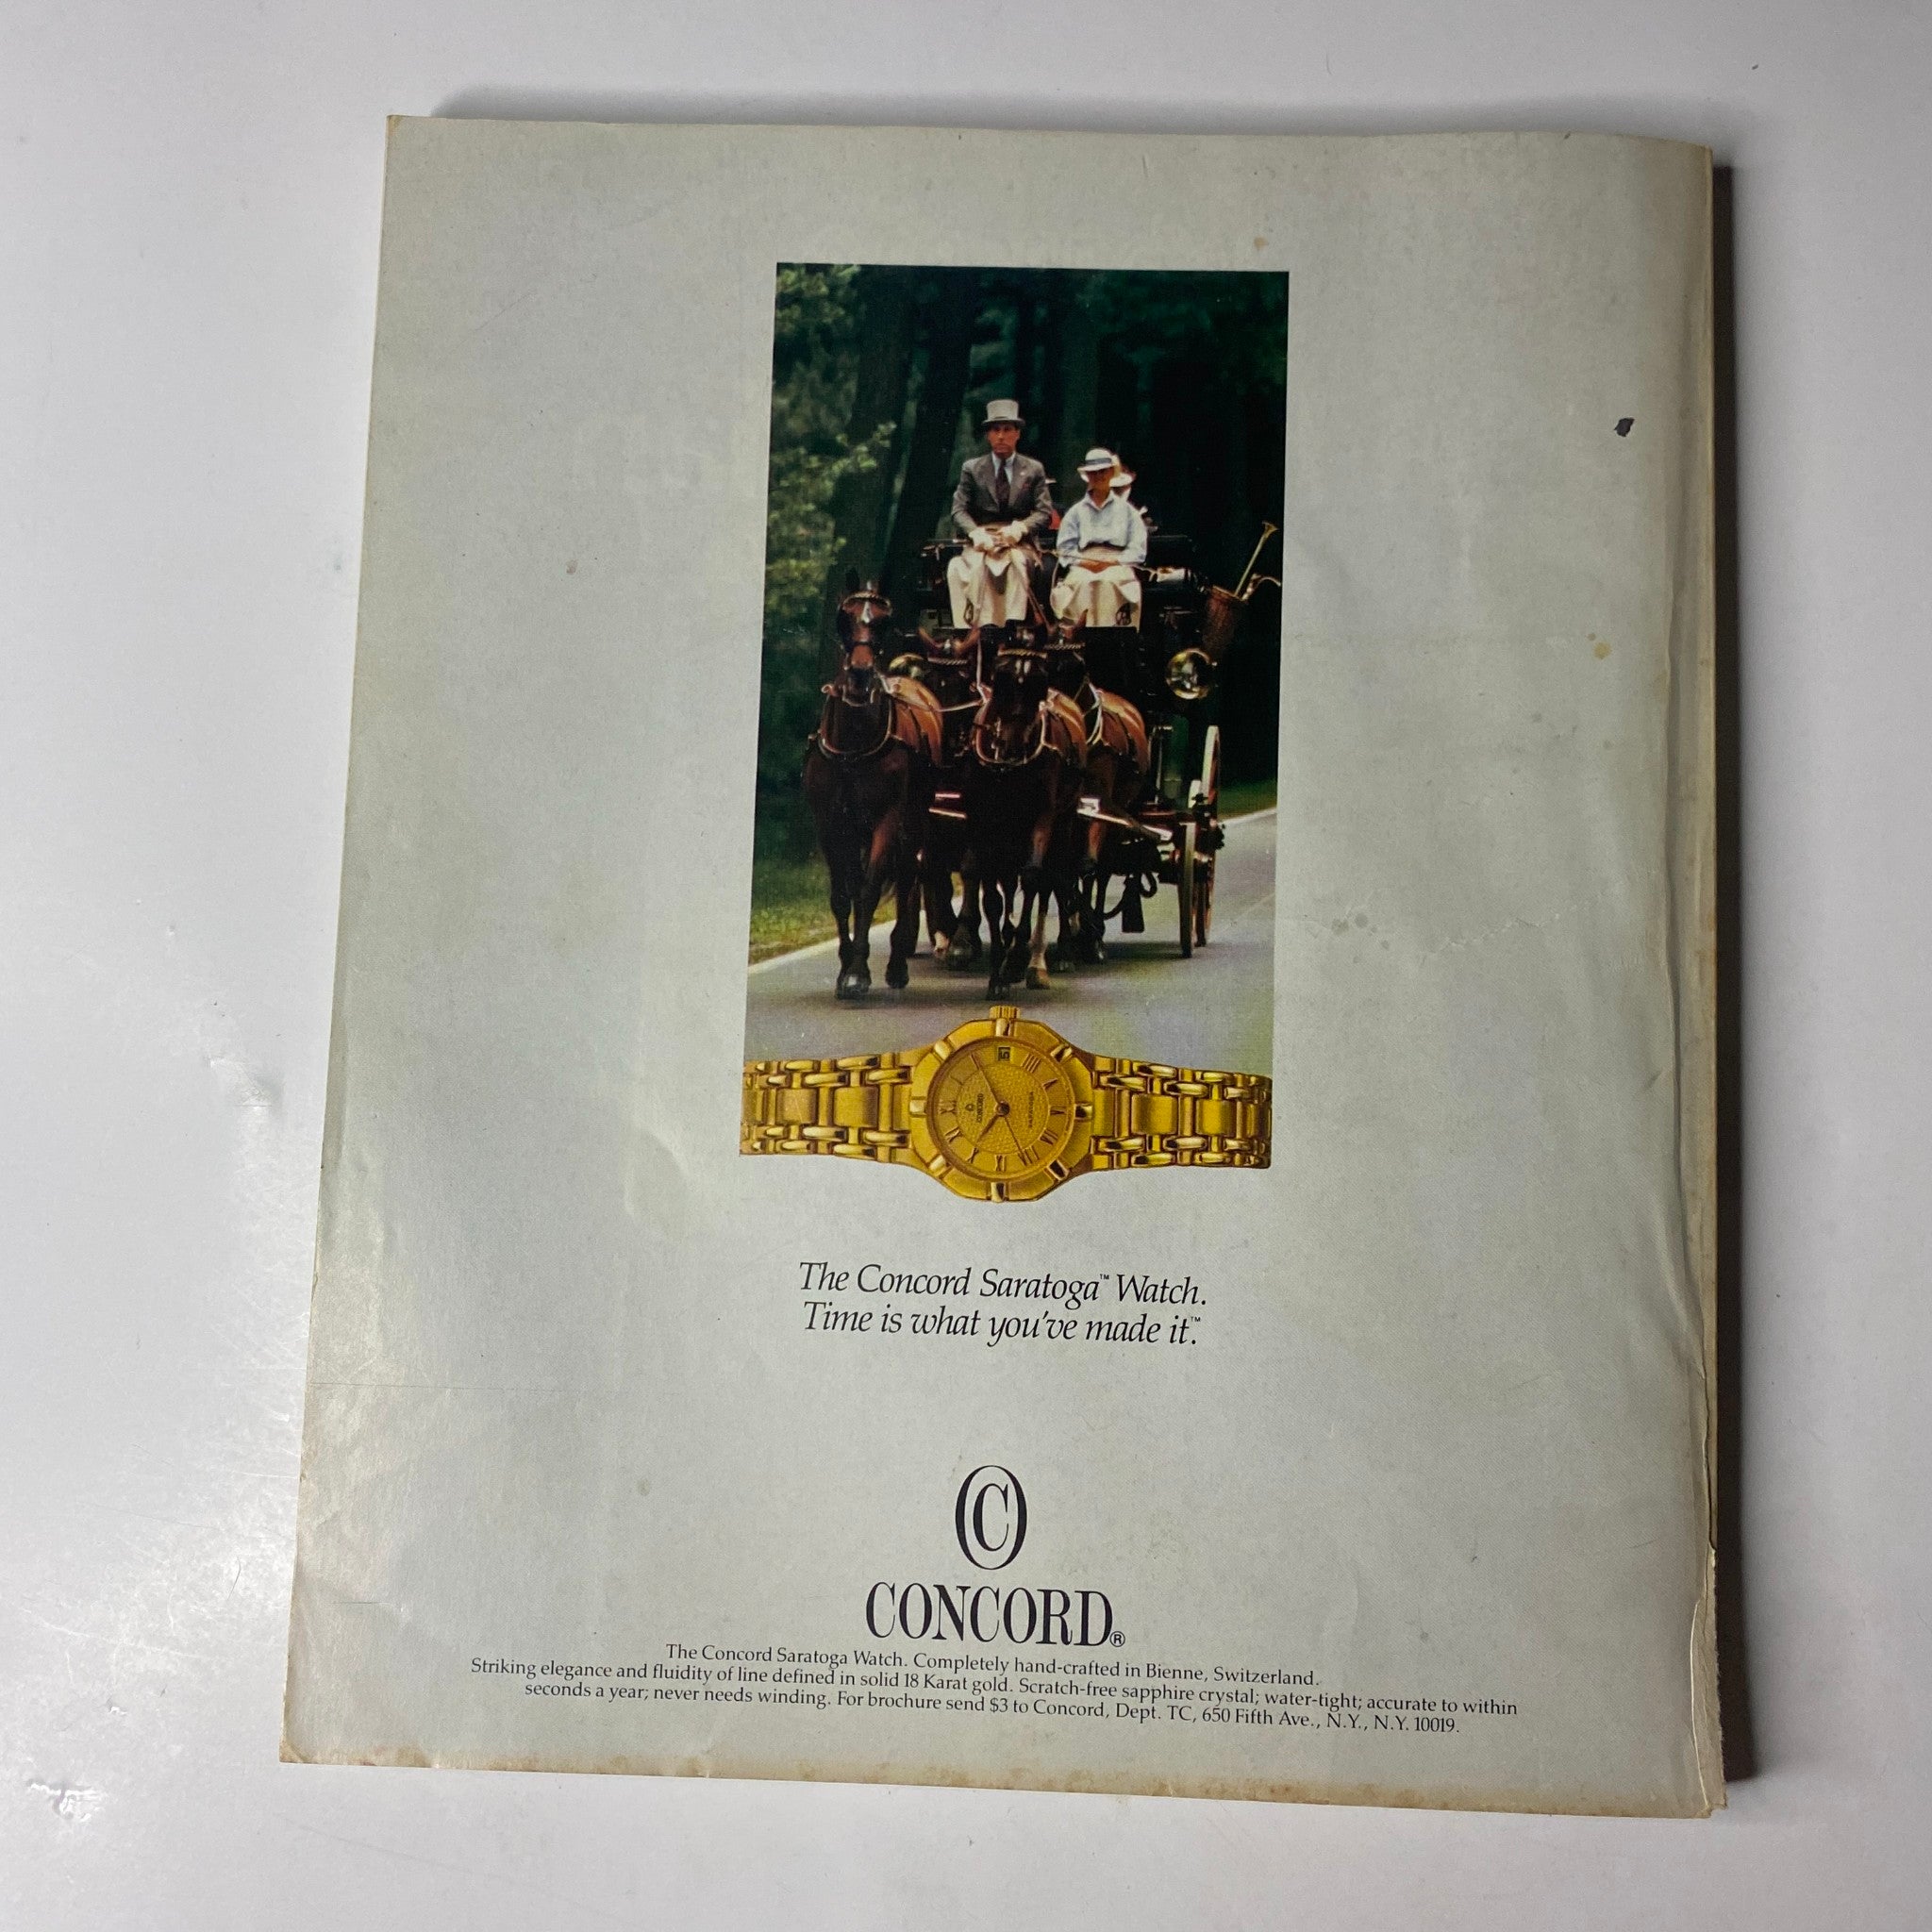 The Concord Saratoga™ Watch.
Time is what you've made it.™
C
CONCORD®
The Concord Saratoga Watch. Completely hand-crafted in Bienne, Switzerland.
Striking elegance and fluidity of line defined in solid 18 Karat gold. Scratch-free sapphire crystal; water-tight; accurate to within
seconds a year; never needs winding. For brochure send $3 to Concord, Dept. TC, 650 Fifth Ave., N.Y., N.Y. 10019.